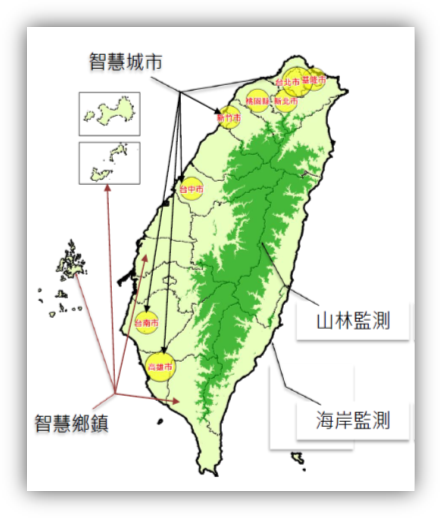 智慧城市
台北市
基隆市
桃園縣
新北市
新竹市
台中市
台南市
高雄市
山林監測
海岸監測
智慧鄉鎮